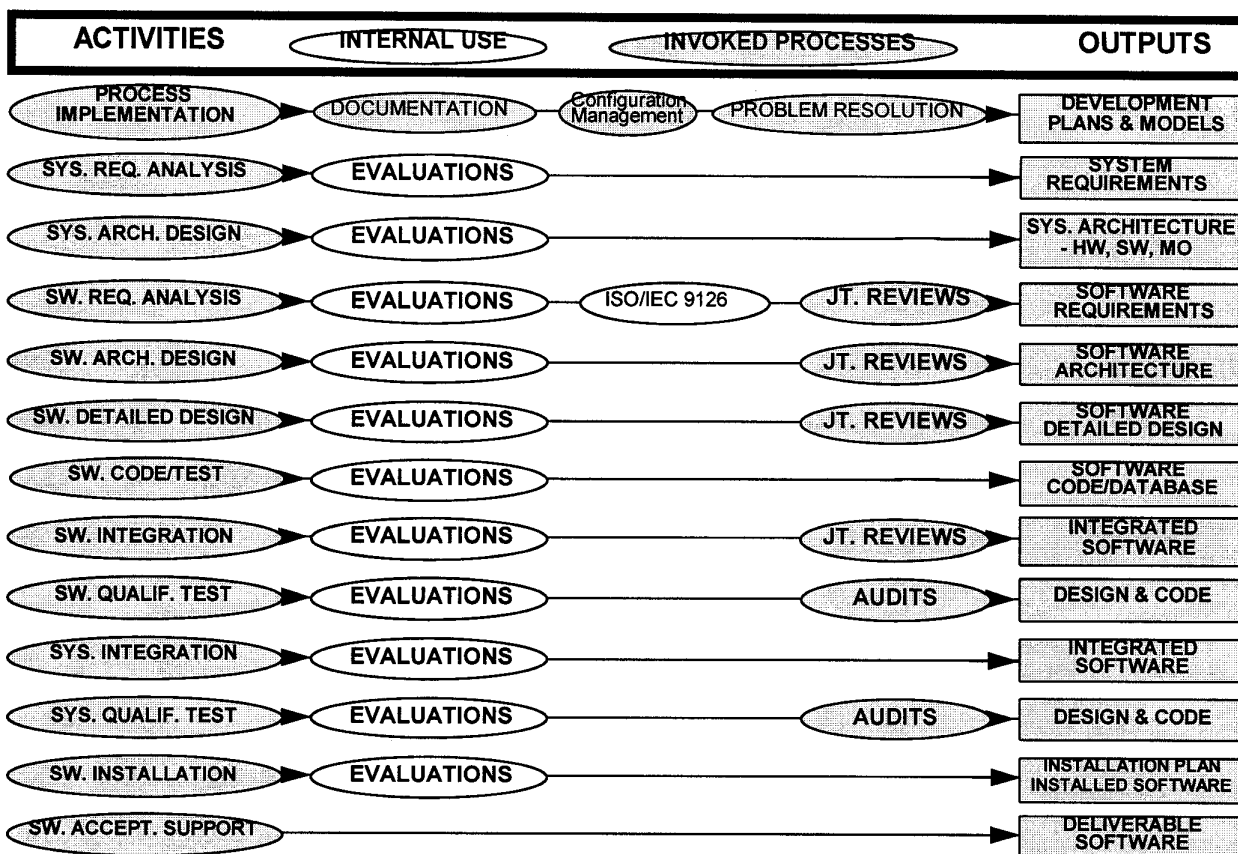 ACTIVITIES INTERNAL USE INVOKED PROCESSES OUTPUTS
PROCESS
IMPLEMENTATION
DOCUMENTATION
Configuration
Management
PROBLEM RESOLUTION
DEVELOPMENT
PLANS & MODELS
SYS. REQ. ANALYSIS
EVALUATIONS
SYSTEM
REQUIREMENTS
SYS. ARCH. DESIGN
EVALUATIONS
SYS. ARCHITECTURE
- HW, SW, MO
SW. REQ. ANALYSIS
EVALUATIONS
ISO/IEC 9126
JT. REVIEWS
SOFTWARE
REQUIREMENTS
SW. ARCH. DESIGN
EVALUATIONS
JT. REVIEWS
SOFTWARE
ARCHITECTURE
SW. DETAILED DESIGN
EVALUATIONS
JT. REVIEWS
SOFTWARE
DETAILED DESIGN
SW. CODE/TEST
EVALUATIONS
SOFTWARE
CODE/DATABASE
SW. INTEGRATION
EVALUATIONS
JT. REVIEWS
INTEGRATED
SOFTWARE
SW. QUALIF. TEST
EVALUATIONS
AUDITS
DESIGN & CODE
SYS. INTEGRATION
EVALUATIONS
INTEGRATED
SOFTWARE
SYS. QUALIF. TEST
EVALUATIONS
AUDITS
DESIGN & CODE
SW. INSTALLATION
EVALUATIONS
INSTALLATION PLAN
INSTALLED SOFTWARE
SW. ACCEPT. SUPPORT
DELIVERABLE
SOFTWARE